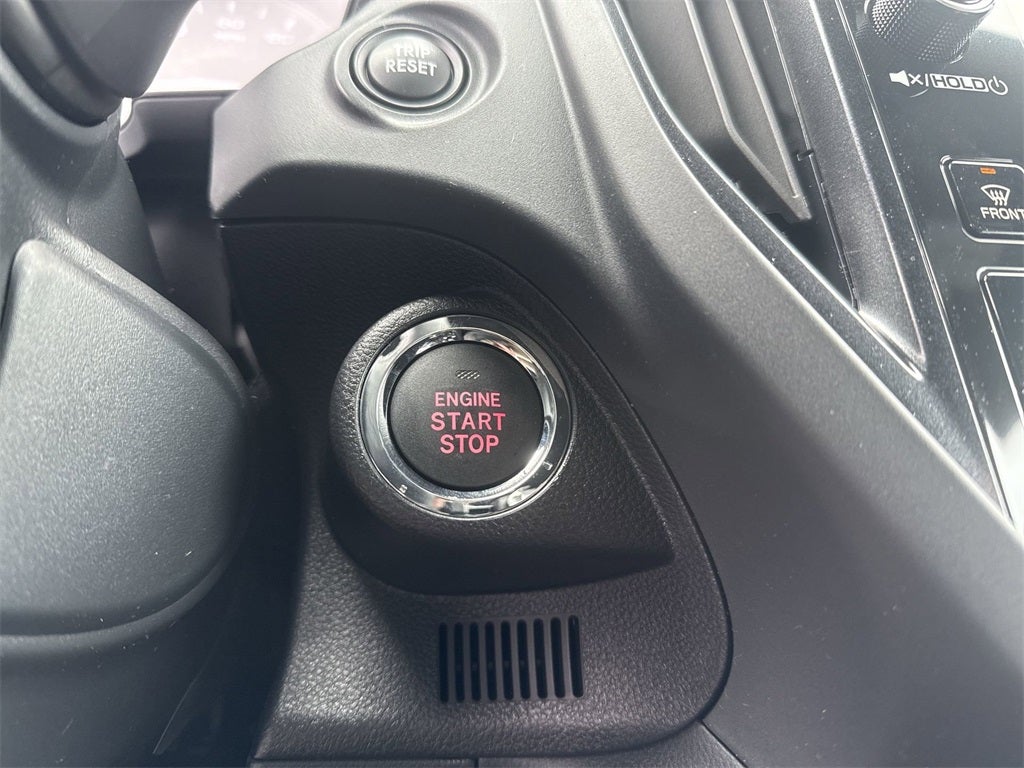 TRIP
RESET
/HOLD
FRONT
ENGINE
START
STOP